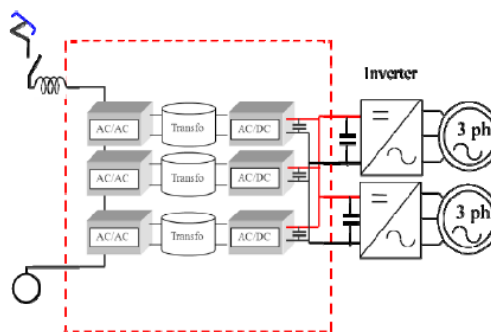 Inverter
AC/AC Transfo AC/DC
3 ph
AC/AC Transfo AC/DC
AC/AC Transfo AC/DC
3 ph